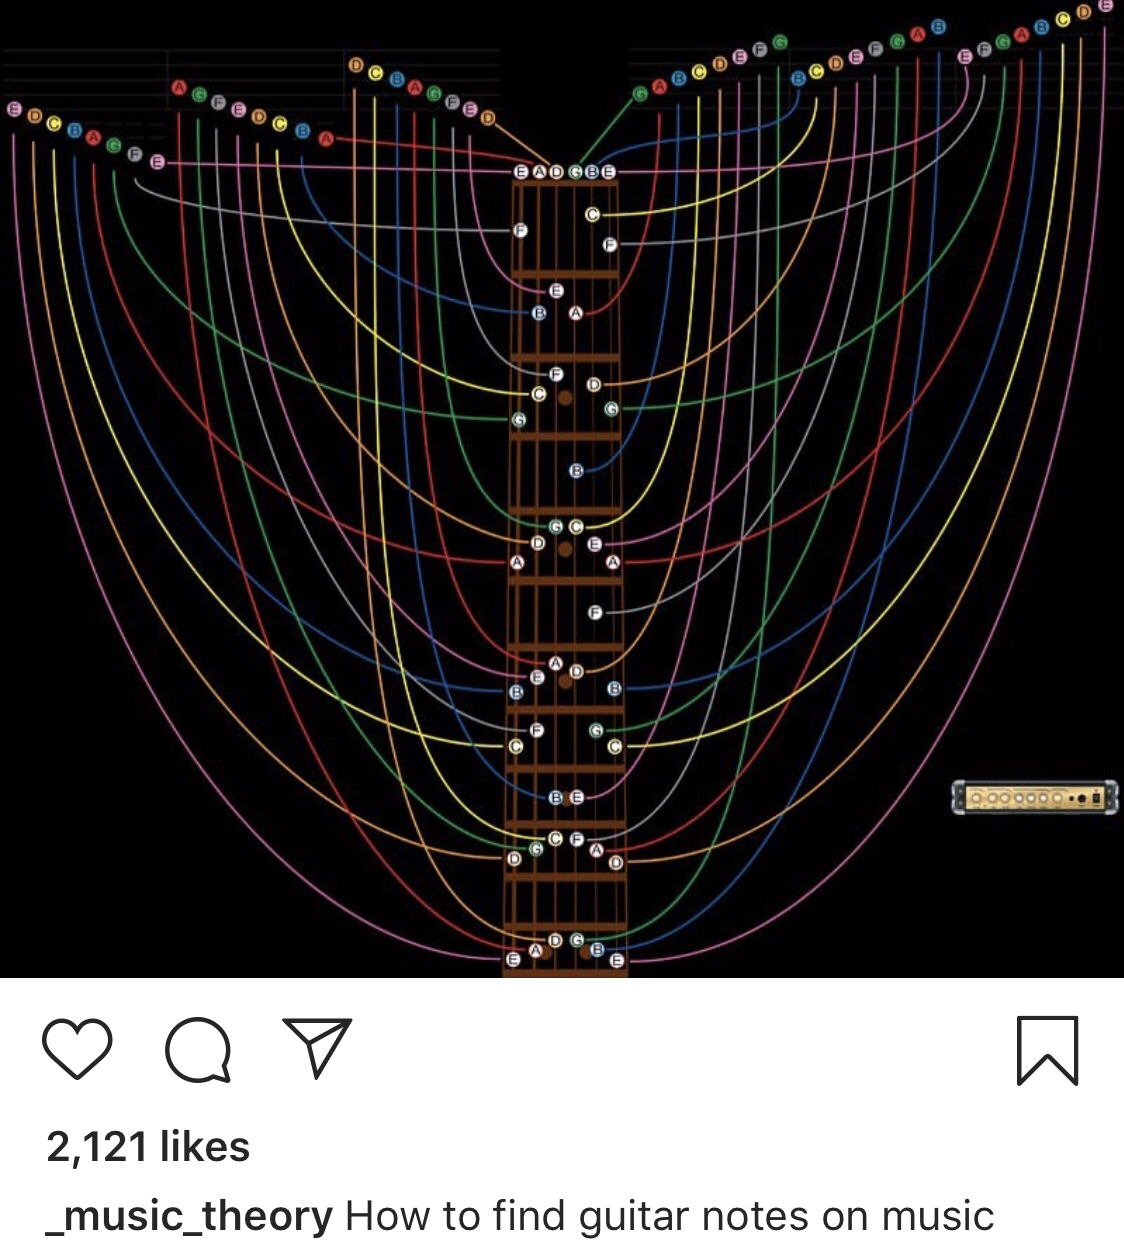 E
D C B A G F E D
E F G A B C D E
B C D E F G A B
G A B C D E F G
A G F E D C B A
E D C B A G F E
E A D G B E
C
F
F
E
B A
F
D
C
G
G
B
G C
D E
A A
F
A D
E
B B
F G
C C
B E
C F
G A
D D
D G
A B
E E
2,121 likes
_music_theory How to find guitar notes on music